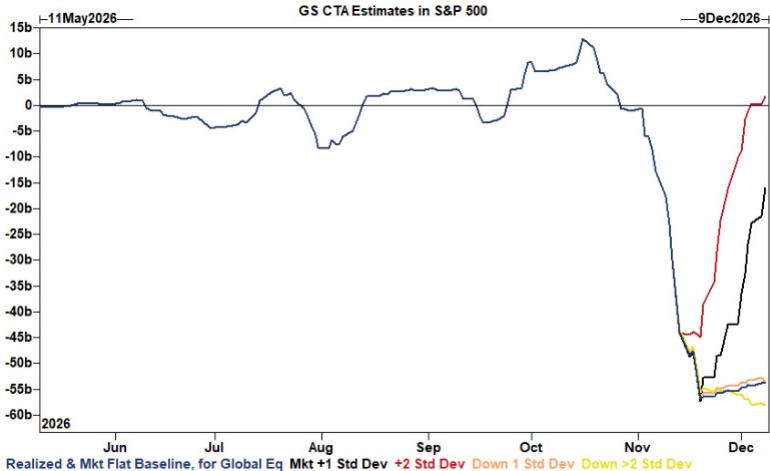 GS CTA Estimates in S&P 500
11May2026
9Dec2026
15b
10b
5b
0
-5b
-10b
-15b
-20b
-25b
-30b
-35b
-40b
-45b
-50b
-55b
-60b
2026
Jun Jul Aug Sep Oct Nov Dec
Realized & Mkt Flat Baseline, for Global Eq Mkt +1 Std Dev +2 Std Dev Down 1 Std Dev Down >2 Std Dev